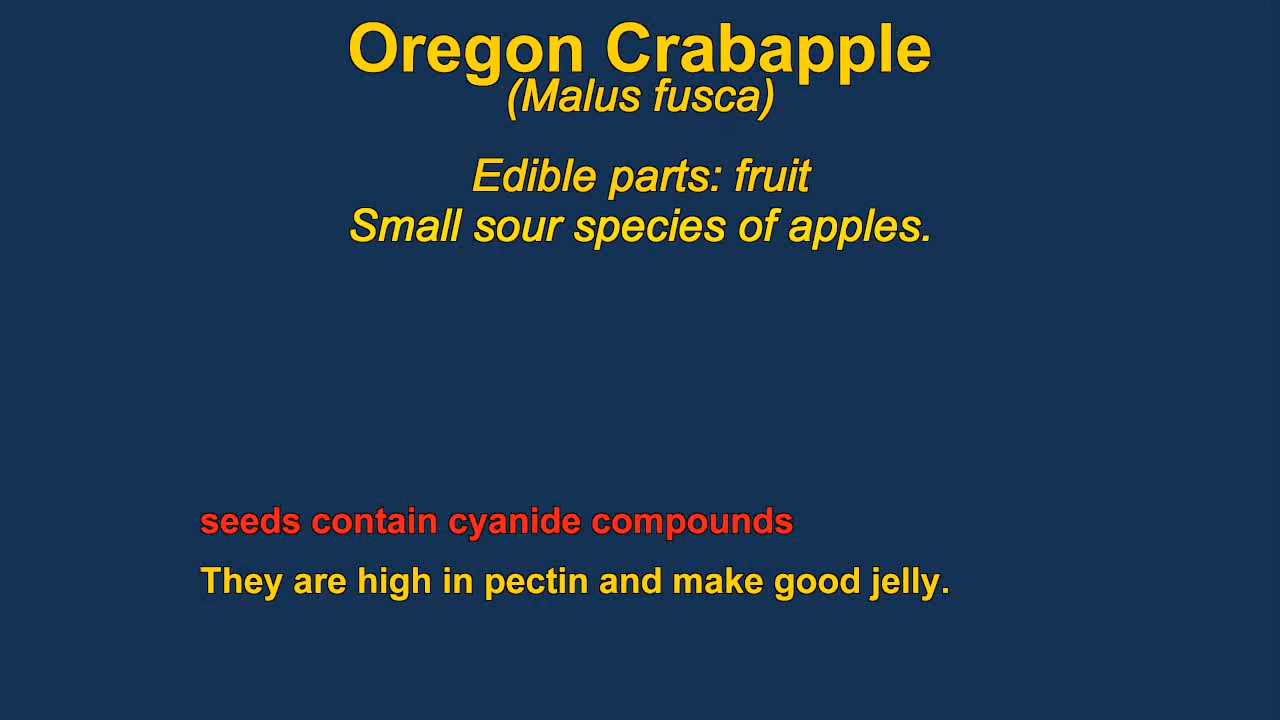 Oregon Crabapple
(Malus fusca)
Edible parts: fruit
Small sour species of apples.
seeds contain cyanide compounds
They are high in pectin and make good jelly.